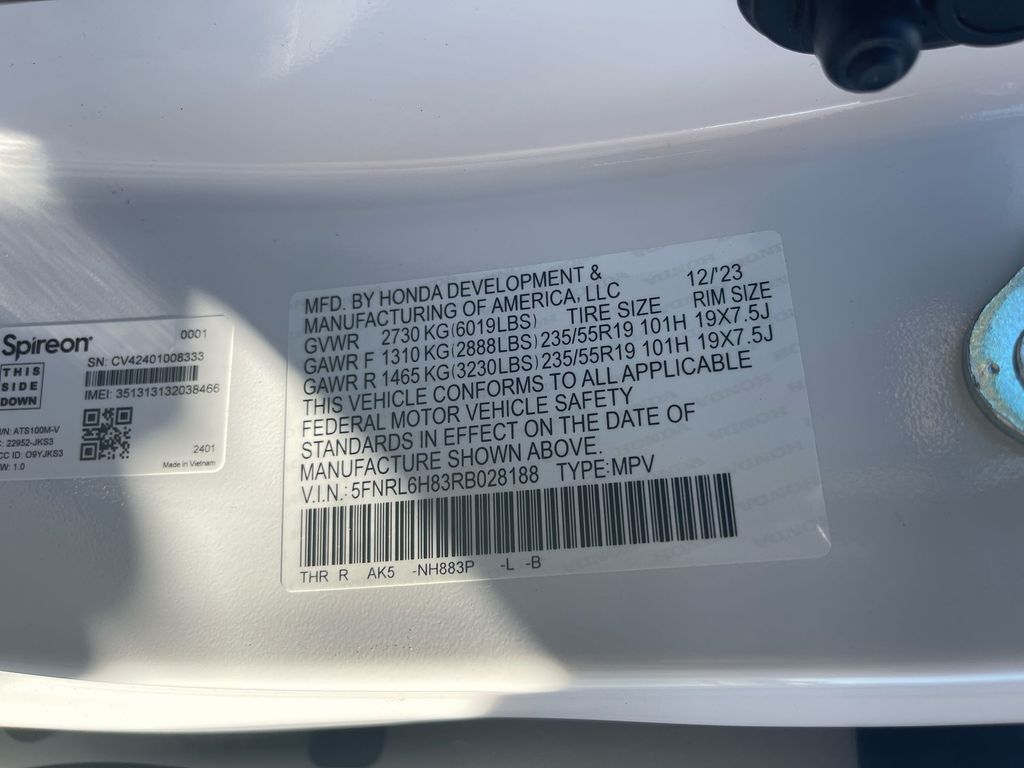 Spireon
0001
SN: CV42401008333
THIS
SIDE
DOWN
IMEI: 351313132038466
N: ATS100M-V
: 22952-JKS3
CC ID: O9YJKS3
W: 1.0
2401
Made in Vietnam
MFD. BY HONDA DEVELOPMENT & 12/'23
MANUFACTURING OF AMERICA, LLC
GVWR 2730 KG(6019LBS) TIRE SIZE RIM SIZE
GAWR F 1310 KG(2888LBS) 235/55R19 101H 19X7.5J
GAWR R 1465 KG(3230LBS) 235/55R19 101H 19X7.5J
THIS VEHICLE CONFORMS TO ALL APPLICABLE
FEDERAL MOTOR VEHICLE SAFETY
STANDARDS IN EFFECT ON THE DATE OF
MANUFACTURE SHOWN ABOVE.
V.I.N.: 5FNRL6H83RB028188 TYPE:MPV
THR R AK5 -NH883P -L -B